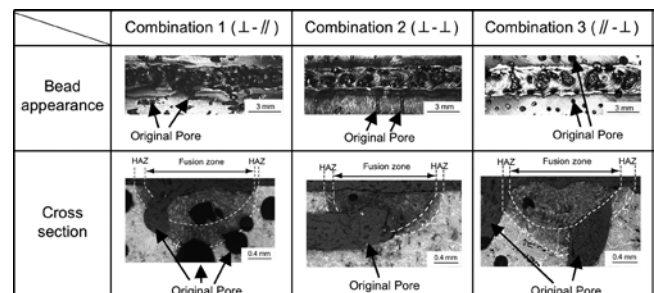 Combination 1 (⊥-//)
Combination 2 (⊥-⊥)
Combination 3 (//-⊥)
Bead
appearance
3 mm
Original Pore
3 mm
Original Pore
3 mm
Original Pore
Cross
section
HAZ Fusion zone HAZ
0.4 mm
Original Pore
HAZ Fusion zone HAZ
0.4 mm
Original Pore
HAZ Fusion zone HAZ
0.4 mm
Original Pore